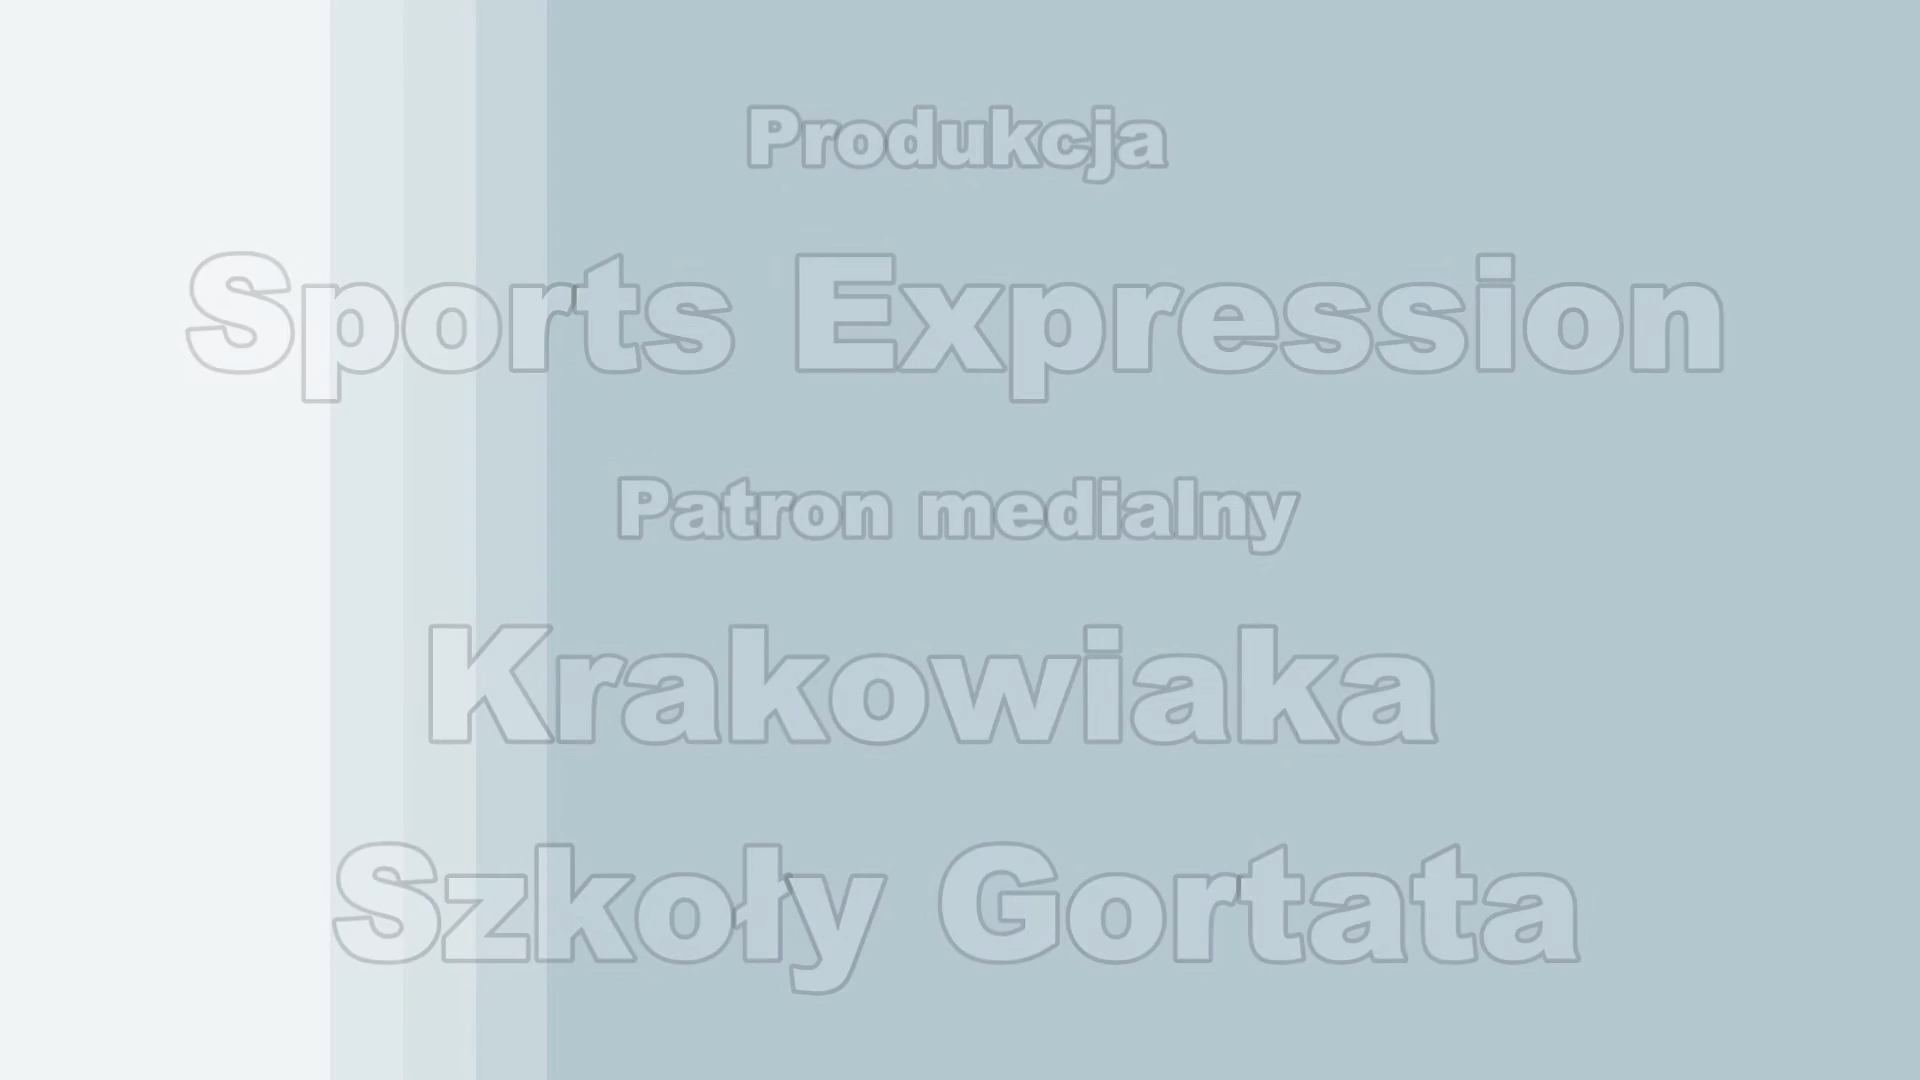 Produkcja
Sports Expression
Patron medialny
Krakowiaka
Szkoły Gortata